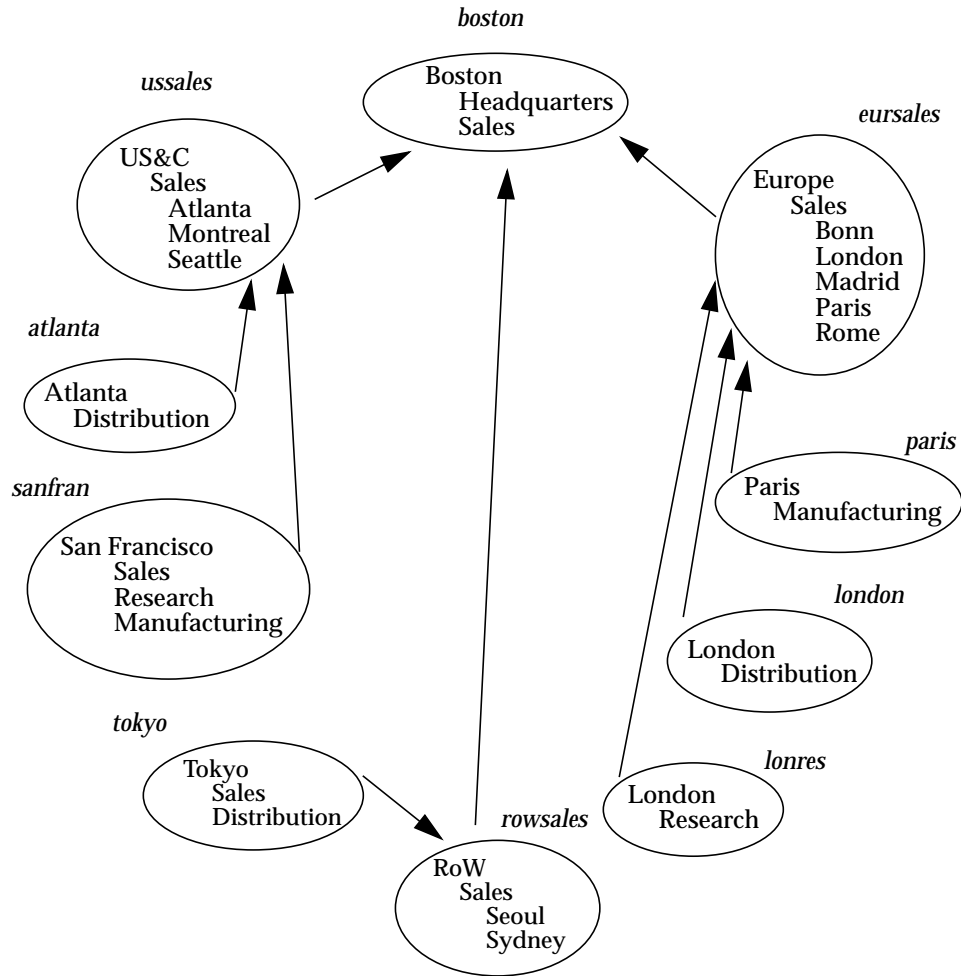 boston
Boston
Headquarters
Sales
ussales
US&C
Sales
Atlanta
Montreal
Seattle
eursales
Europe
Sales
Bonn
London
Madrid
Paris
Rome
atlanta
Atlanta
Distribution
paris
Paris
Manufacturing
sanfran
San Francisco
Sales
Research
Manufacturing
london
London
Distribution
tokyo
Tokyo
Sales
Distribution
lonres
London
Research
rowsales
RoW
Sales
Seoul
Sydney